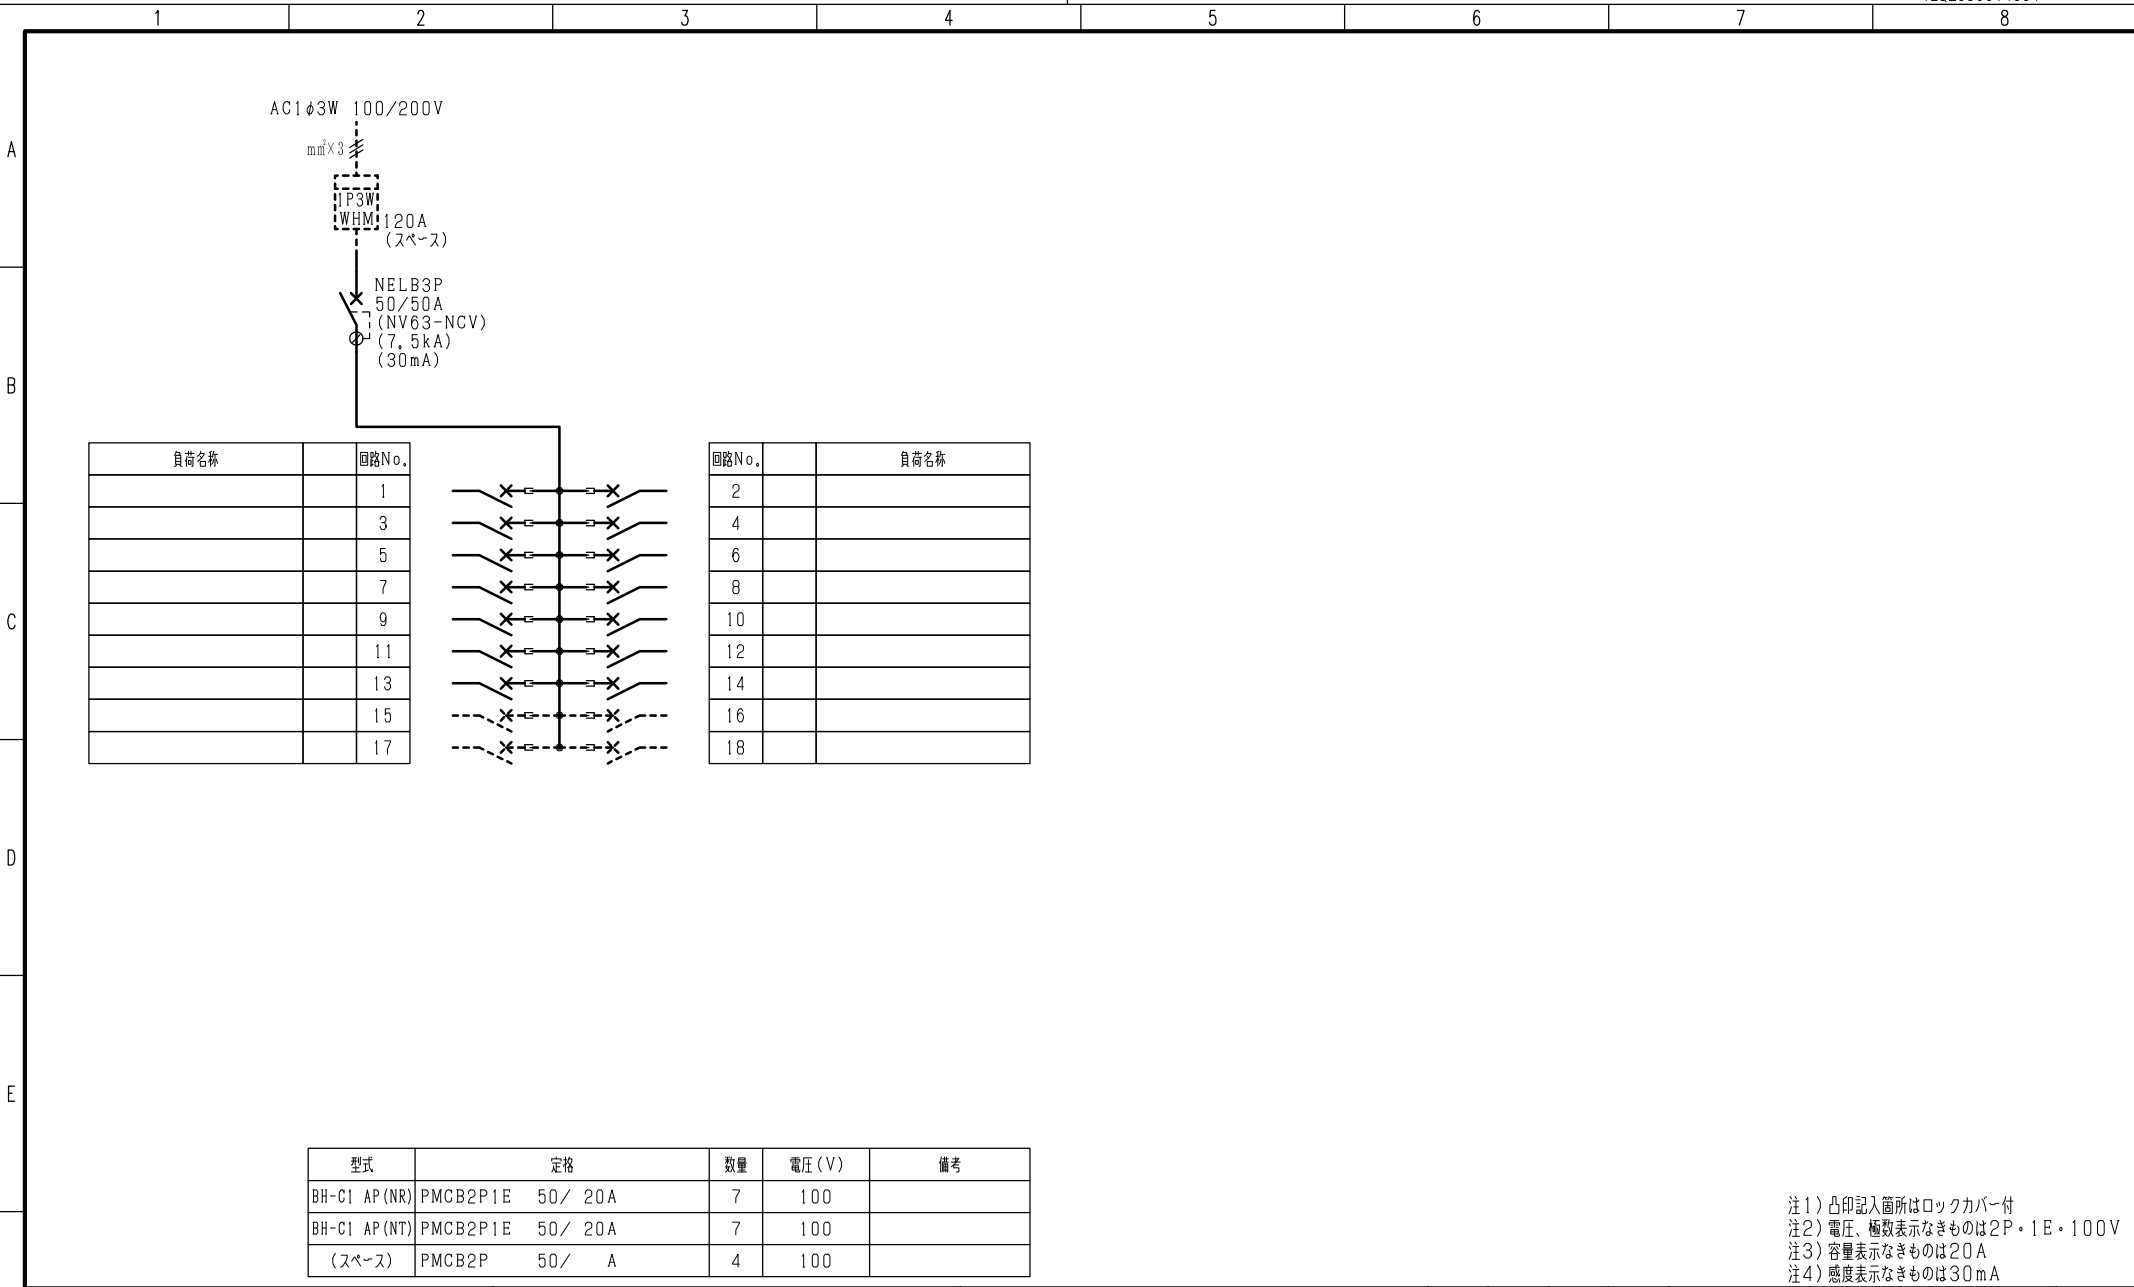 1 2 3 4 5 6 7 8
A
B
C
D
E
AC1φ3W 100/200V
mm²×3
1P3W
WHM
120A
(スペース)
NELB3P
50/50A
(NV63-NCV)
(7.5kA)
(30mA)
負荷名称 回路No.
1
3
5
7
9
11
13
15
17
回路No. 負荷名称
2
4
6
8
10
12
14
16
18
型式 定格 数量 電圧(V) 備考
BH-C1 AP(NR) PMCB2P1E 50/ 20A 7 100
BH-C1 AP(NT) PMCB2P1E 50/ 20A 7 100
(スペース) PMCB2P 50/ A 4 100
注1)凸印記入箇所はロックカバー付
注2)電圧、極数表示なきものは2P・1E・100V
注3)容量表示なきものは20A
注4)感度表示なきものは30mA